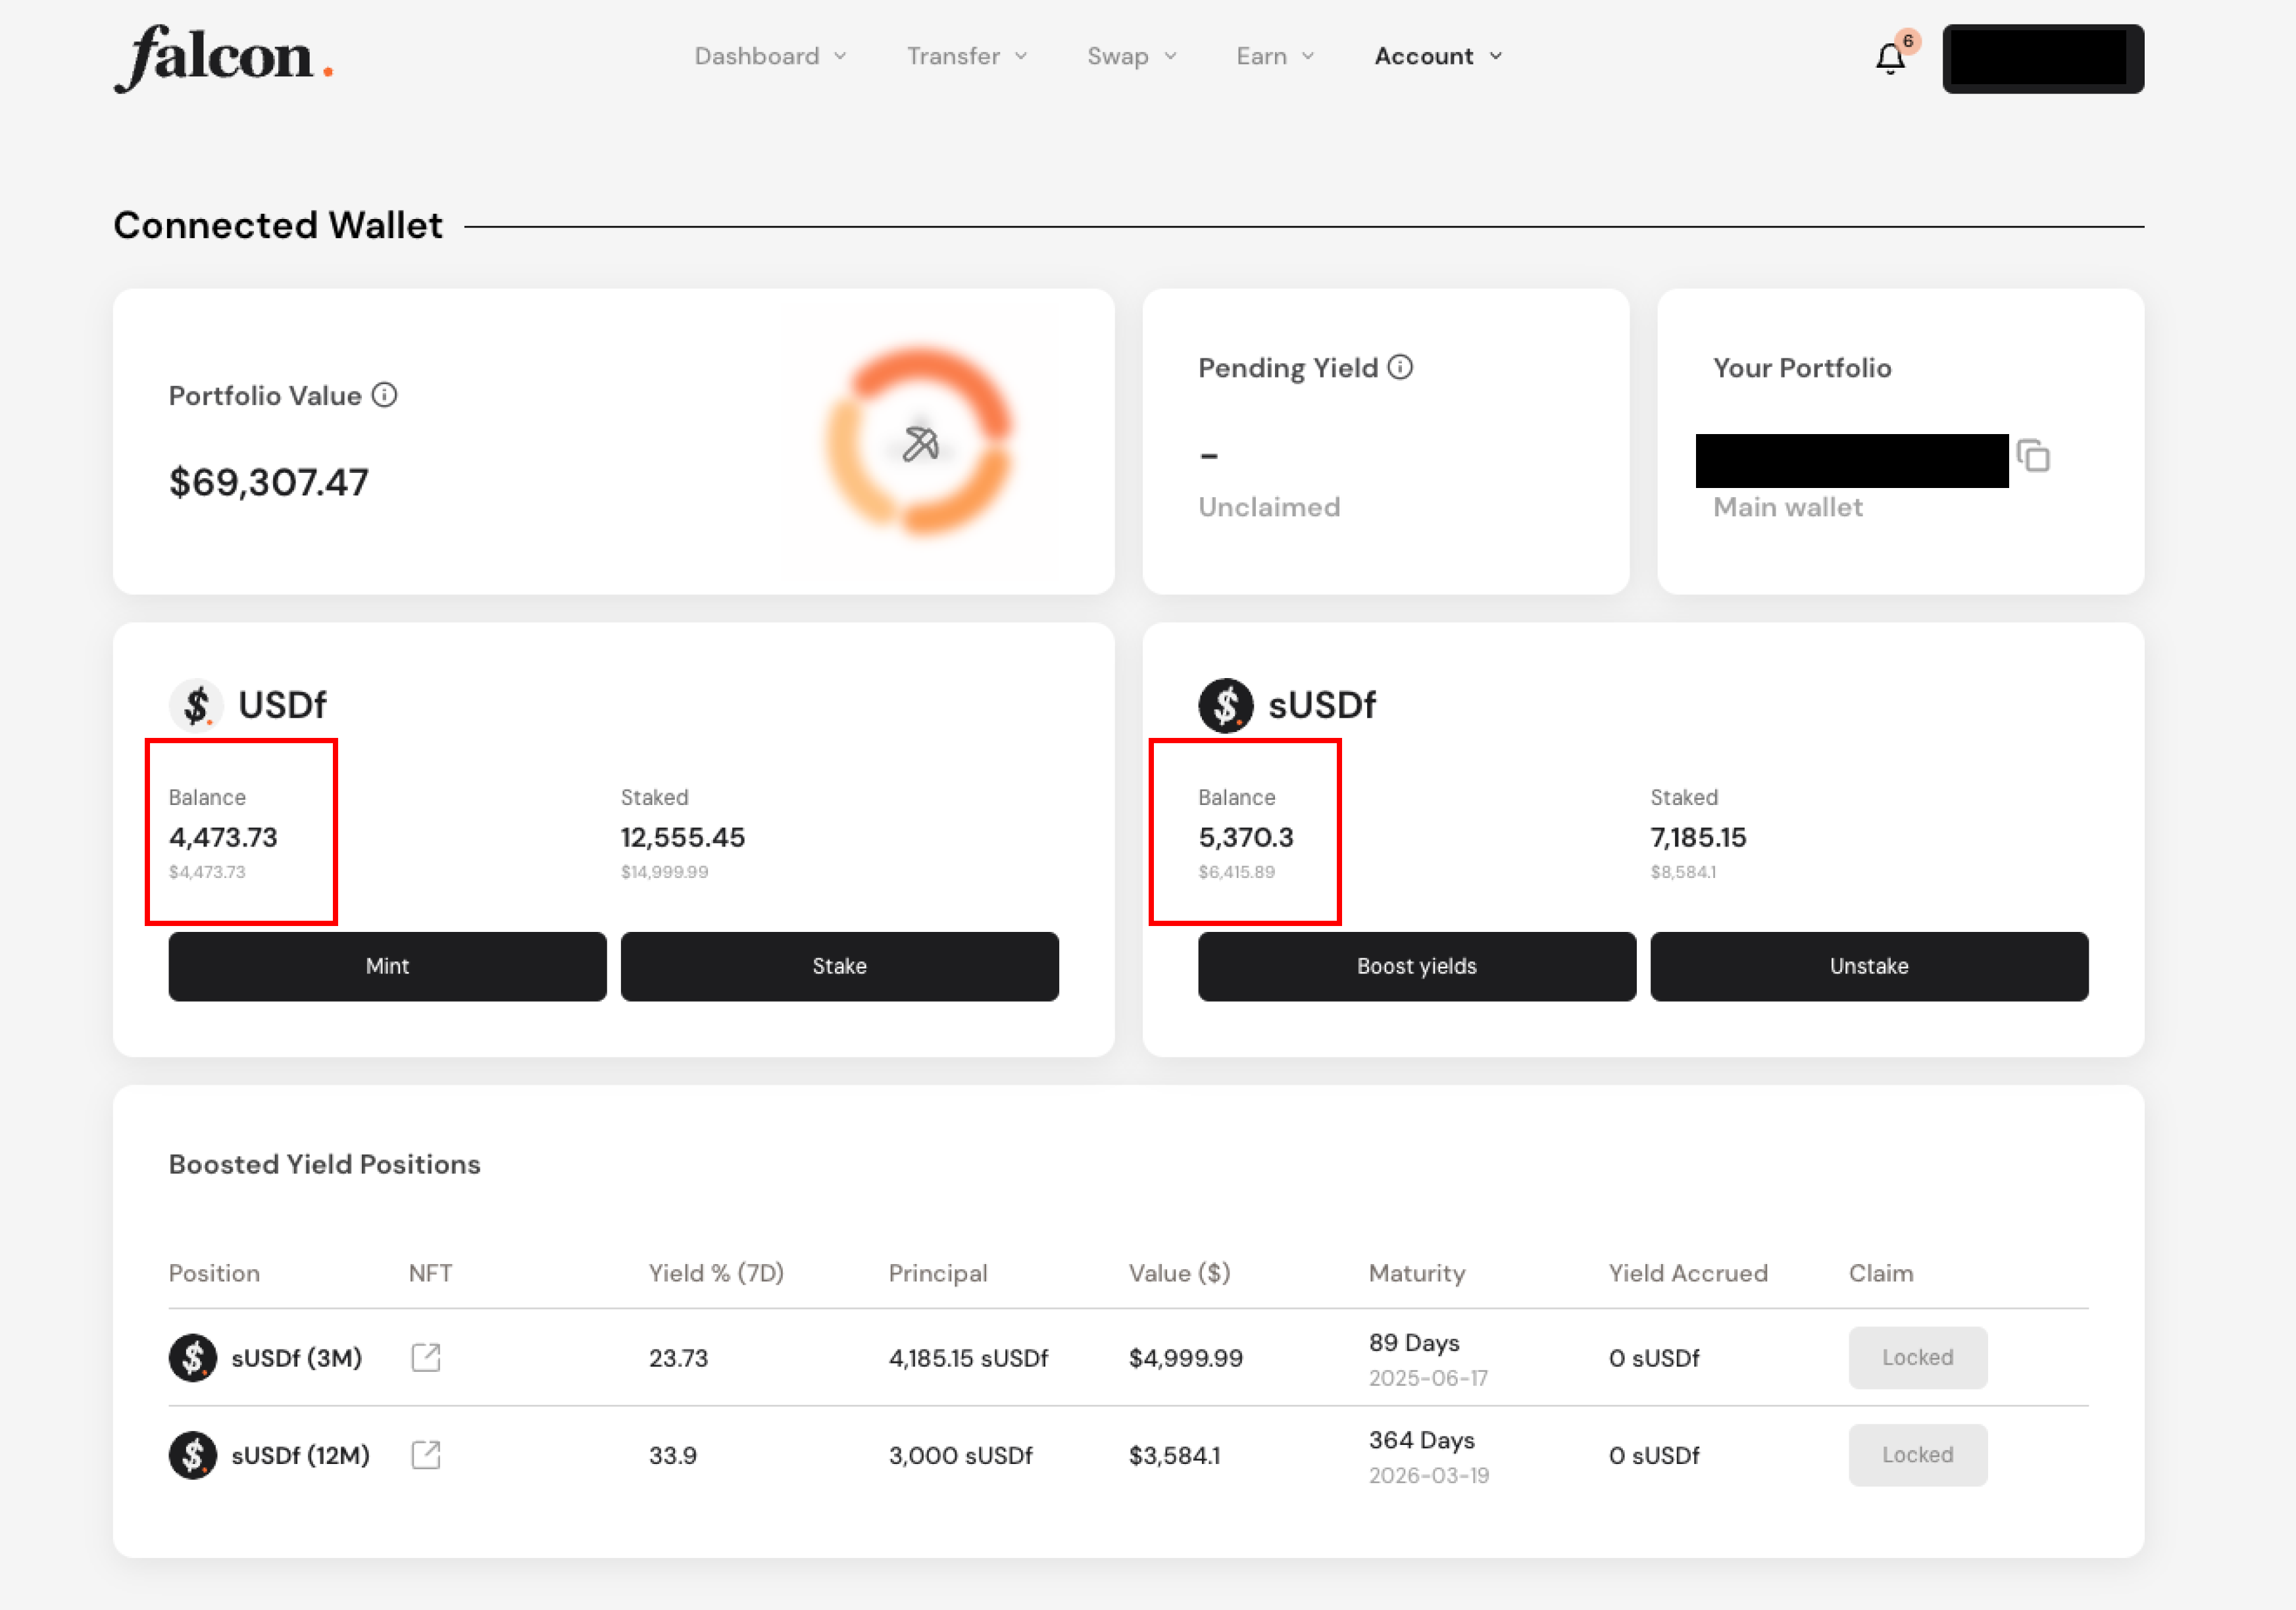 falcon.
Dashboard Transfer Swap Earn Account
6
Connected Wallet
Portfolio Value
$69,307.47
Pending Yield
-
Unclaimed
Your Portfolio
Main wallet
USDf
Balance
4,473.73
$4,473.73
Staked
12,555.45
$14,999.99
Mint
Stake
sUSDf
Balance
5,370.3
$6,415.89
Staked
7,185.15
$8,584.1
Boost yields
Unstake
Boosted Yield Positions
Position NFT Yield % (7D) Principal Value ($) Maturity Yield Accrued Claim
sUSDf (3M) 23.73 4,185.15 sUSDf $4,999.99 89 Days 0 sUSDf Locked
2025-06-17
sUSDf (12M) 33.9 3,000 sUSDf $3,584.1 364 Days 0 sUSDf Locked
2026-03-19